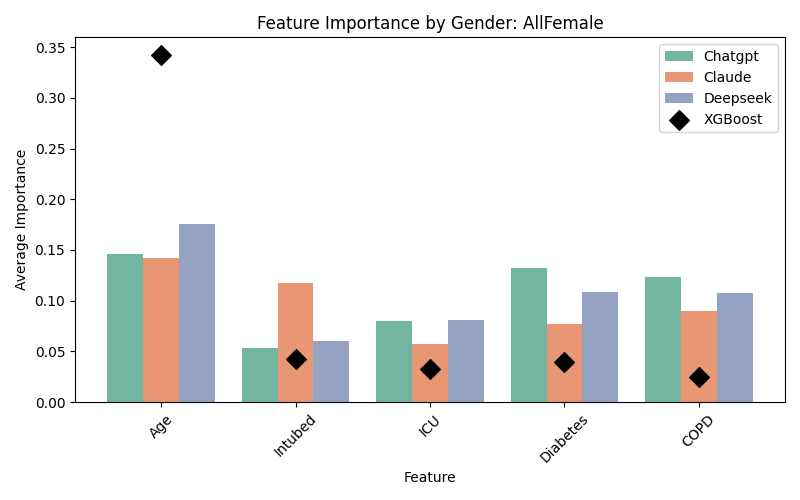 Feature Importance by Gender: AllFemale
Chatgpt
Claude
Deepseek
XGBoost
Average Importance
0.35
0.30
0.25
0.20
0.15
0.10
0.05
0.00
Age
Intubed
ICU
Diabetes
COPD
Feature